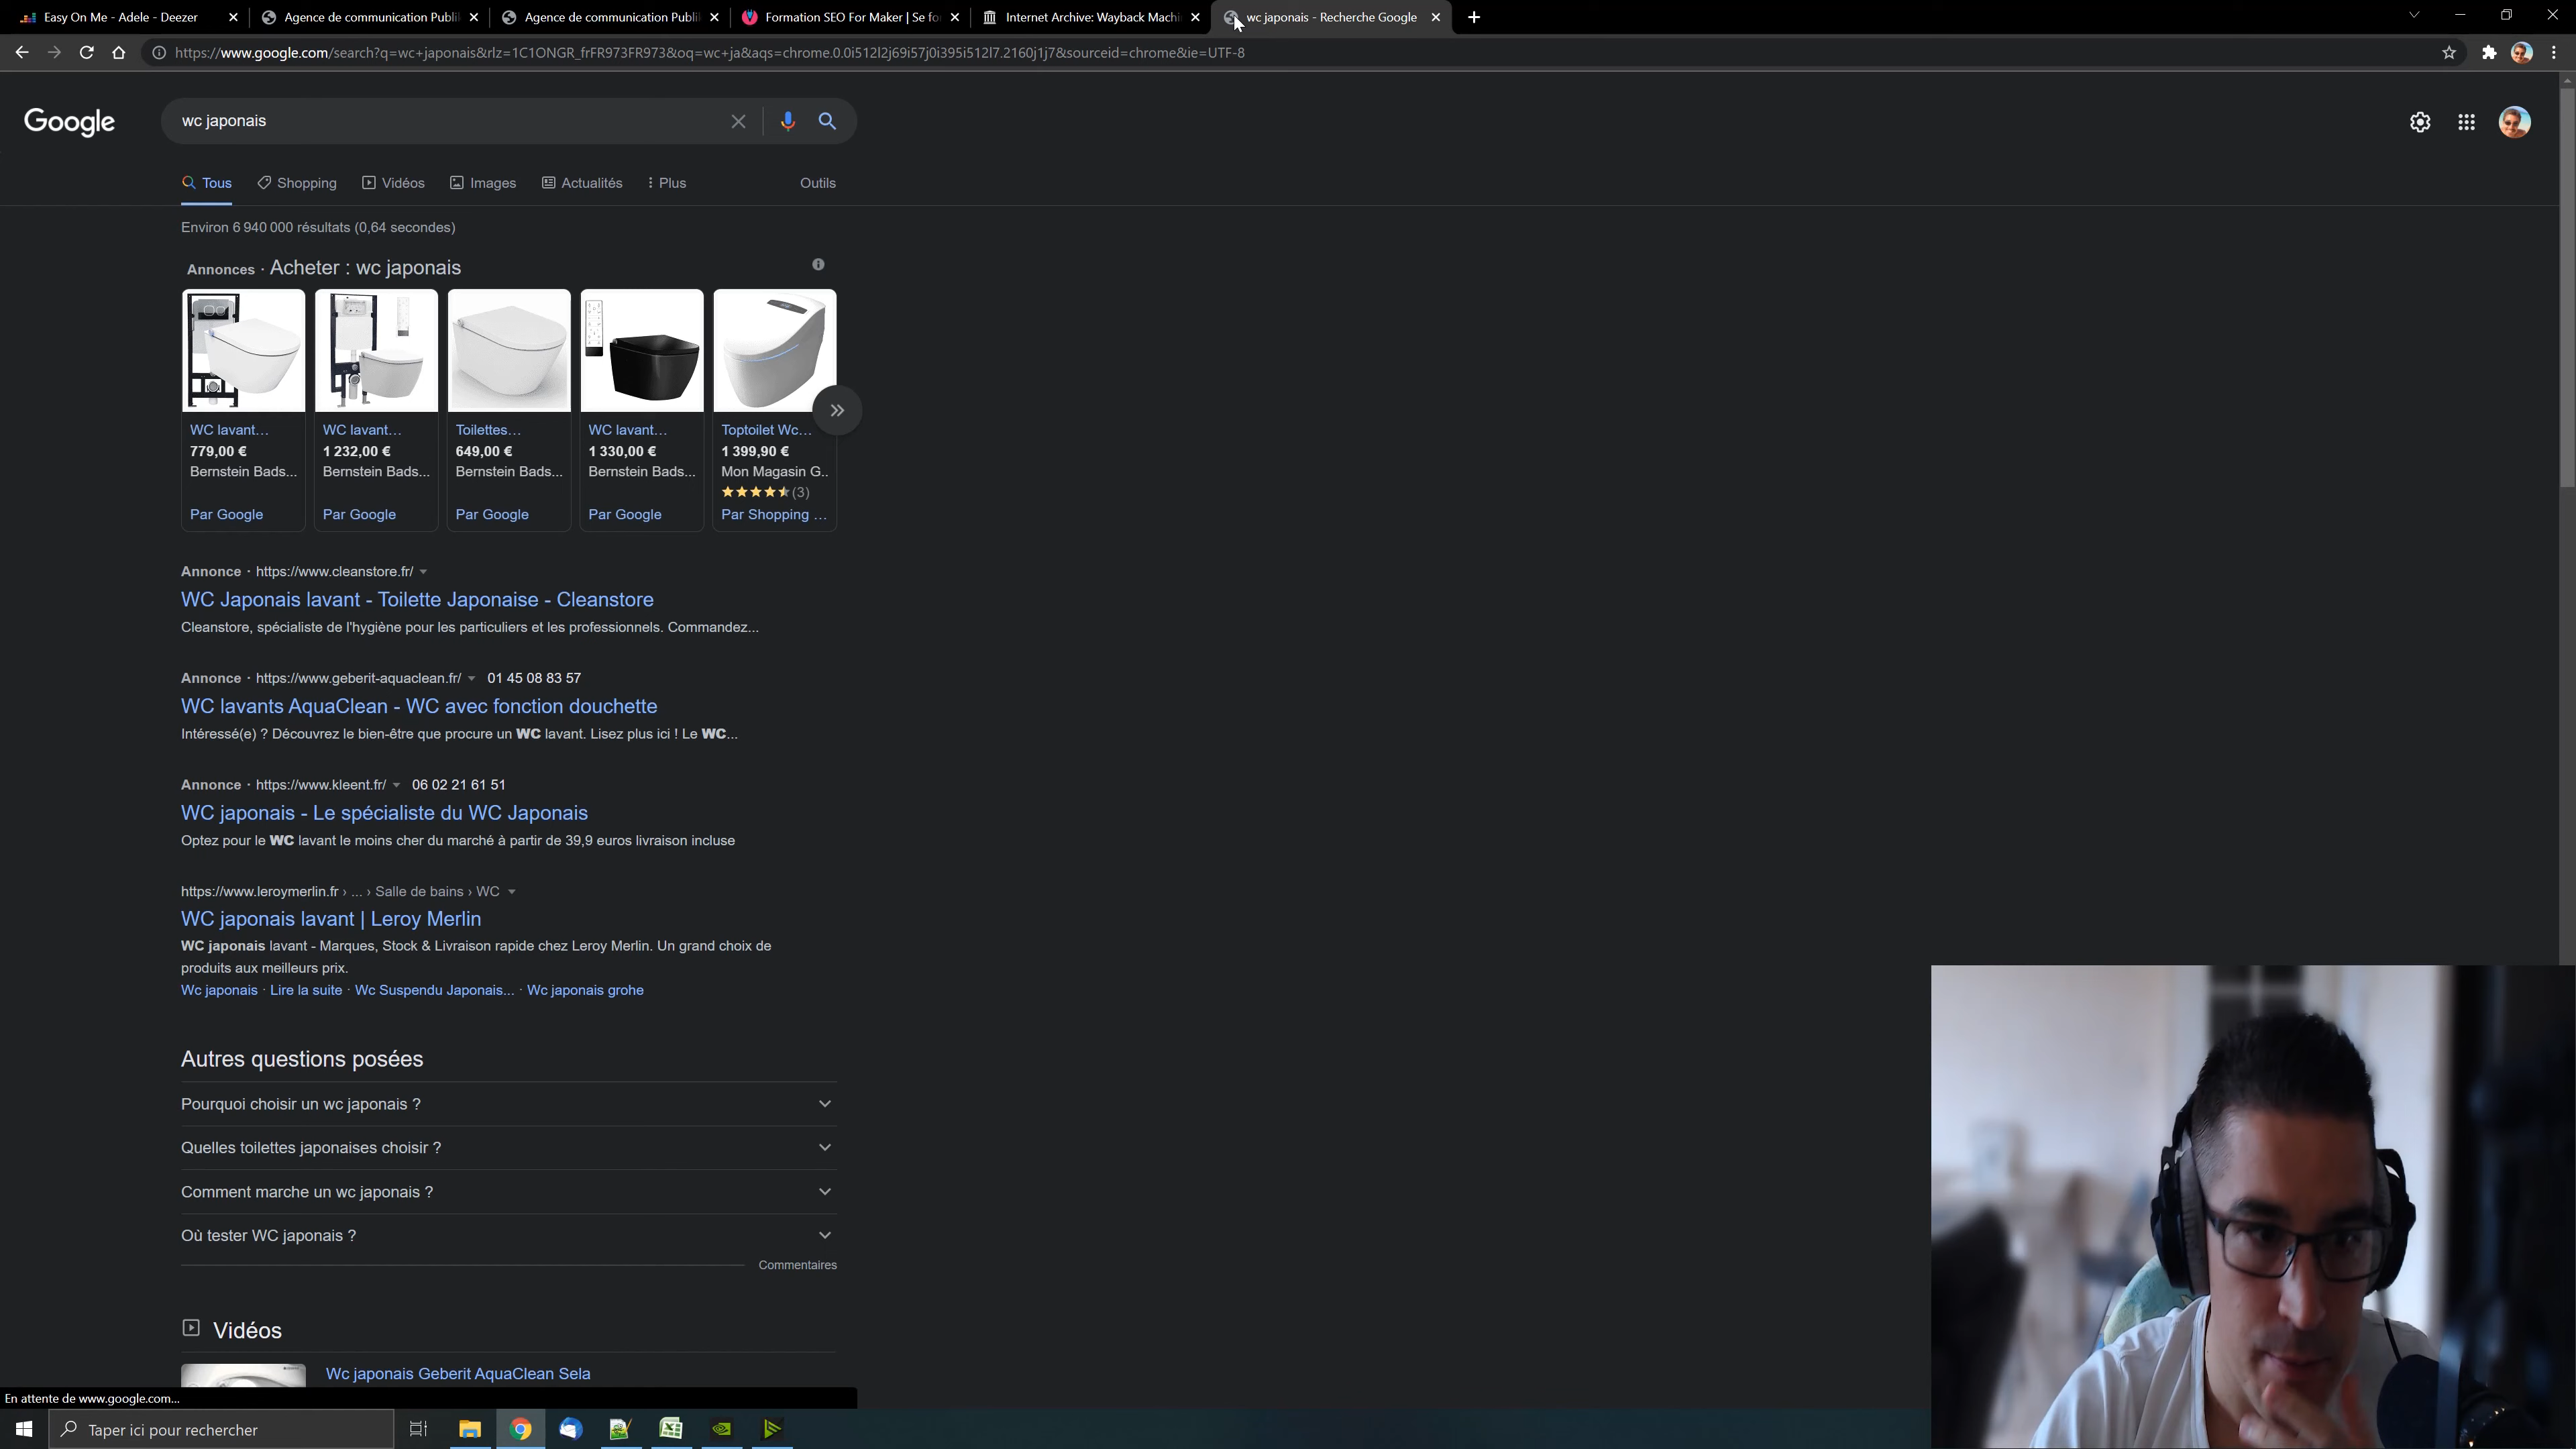 Easy On Me - Adele - Deezer
Agence de communication Publi
Agence de communication Publi
Formation SEO For Maker | Se fo
Internet Archive: Wayback Machi
wc japonais - Recherche Google
https://www.google.com/search?q=wc+japonais&rlz=1C1ONGR_frFR973FR973&oq=wc+ja&aqs=chrome.0.0i512l2j69i57j0i395i512l7.2160j1j7&sourceid=chrome&ie=UTF-8
Google
wc japonais
Tous
Shopping
Vidéos
Images
Actualités
Plus
Outils
Environ 6 940 000 résultats (0,64 secondes)
Annonces · Acheter : wc japonais
WC lavant...
779,00 €
Bernstein Bads...
Par Google
WC lavant...
1 232,00 €
Bernstein Bads...
Par Google
Toilettes...
649,00 €
Bernstein Bads...
Par Google
WC lavant...
1 330,00 €
Bernstein Bads...
Par Google
Toptoilet Wc...
1 399,90 €
Mon Magasin G..
(3)
Par Shopping ...
Annonce · https://www.cleanstore.fr/
WC Japonais lavant - Toilette Japonaise - Cleanstore
Cleanstore, spécialiste de l'hygiène pour les particuliers et les professionnels. Commandez...
Annonce · https://www.geberit-aquaclean.fr/ 01 45 08 83 57
WC lavants AquaClean - WC avec fonction douchette
Intéressé(e) ? Découvrez le bien-être que procure un WC lavant. Lisez plus ici ! Le WC...
Annonce · https://www.kleent.fr/ 06 02 21 61 51
WC japonais - Le spécialiste du WC Japonais
Optez pour le WC lavant le moins cher du marché à partir de 39,9 euros livraison incluse
https://www.leroymerlin.fr › ... › Salle de bains › WC
WC japonais lavant | Leroy Merlin
WC japonais lavant - Marques, Stock & Livraison rapide chez Leroy Merlin. Un grand choix de
produits aux meilleurs prix.
Wc japonais · Lire la suite · Wc Suspendu Japonais... · Wc japonais grohe
Autres questions posées
Pourquoi choisir un wc japonais ?
Quelles toilettes japonaises choisir ?
Comment marche un wc japonais ?
Où tester WC japonais ?
Commentaires
Vidéos
Wc japonais Geberit AquaClean Sela
En attente de www.google.com...
Taper ici pour rechercher